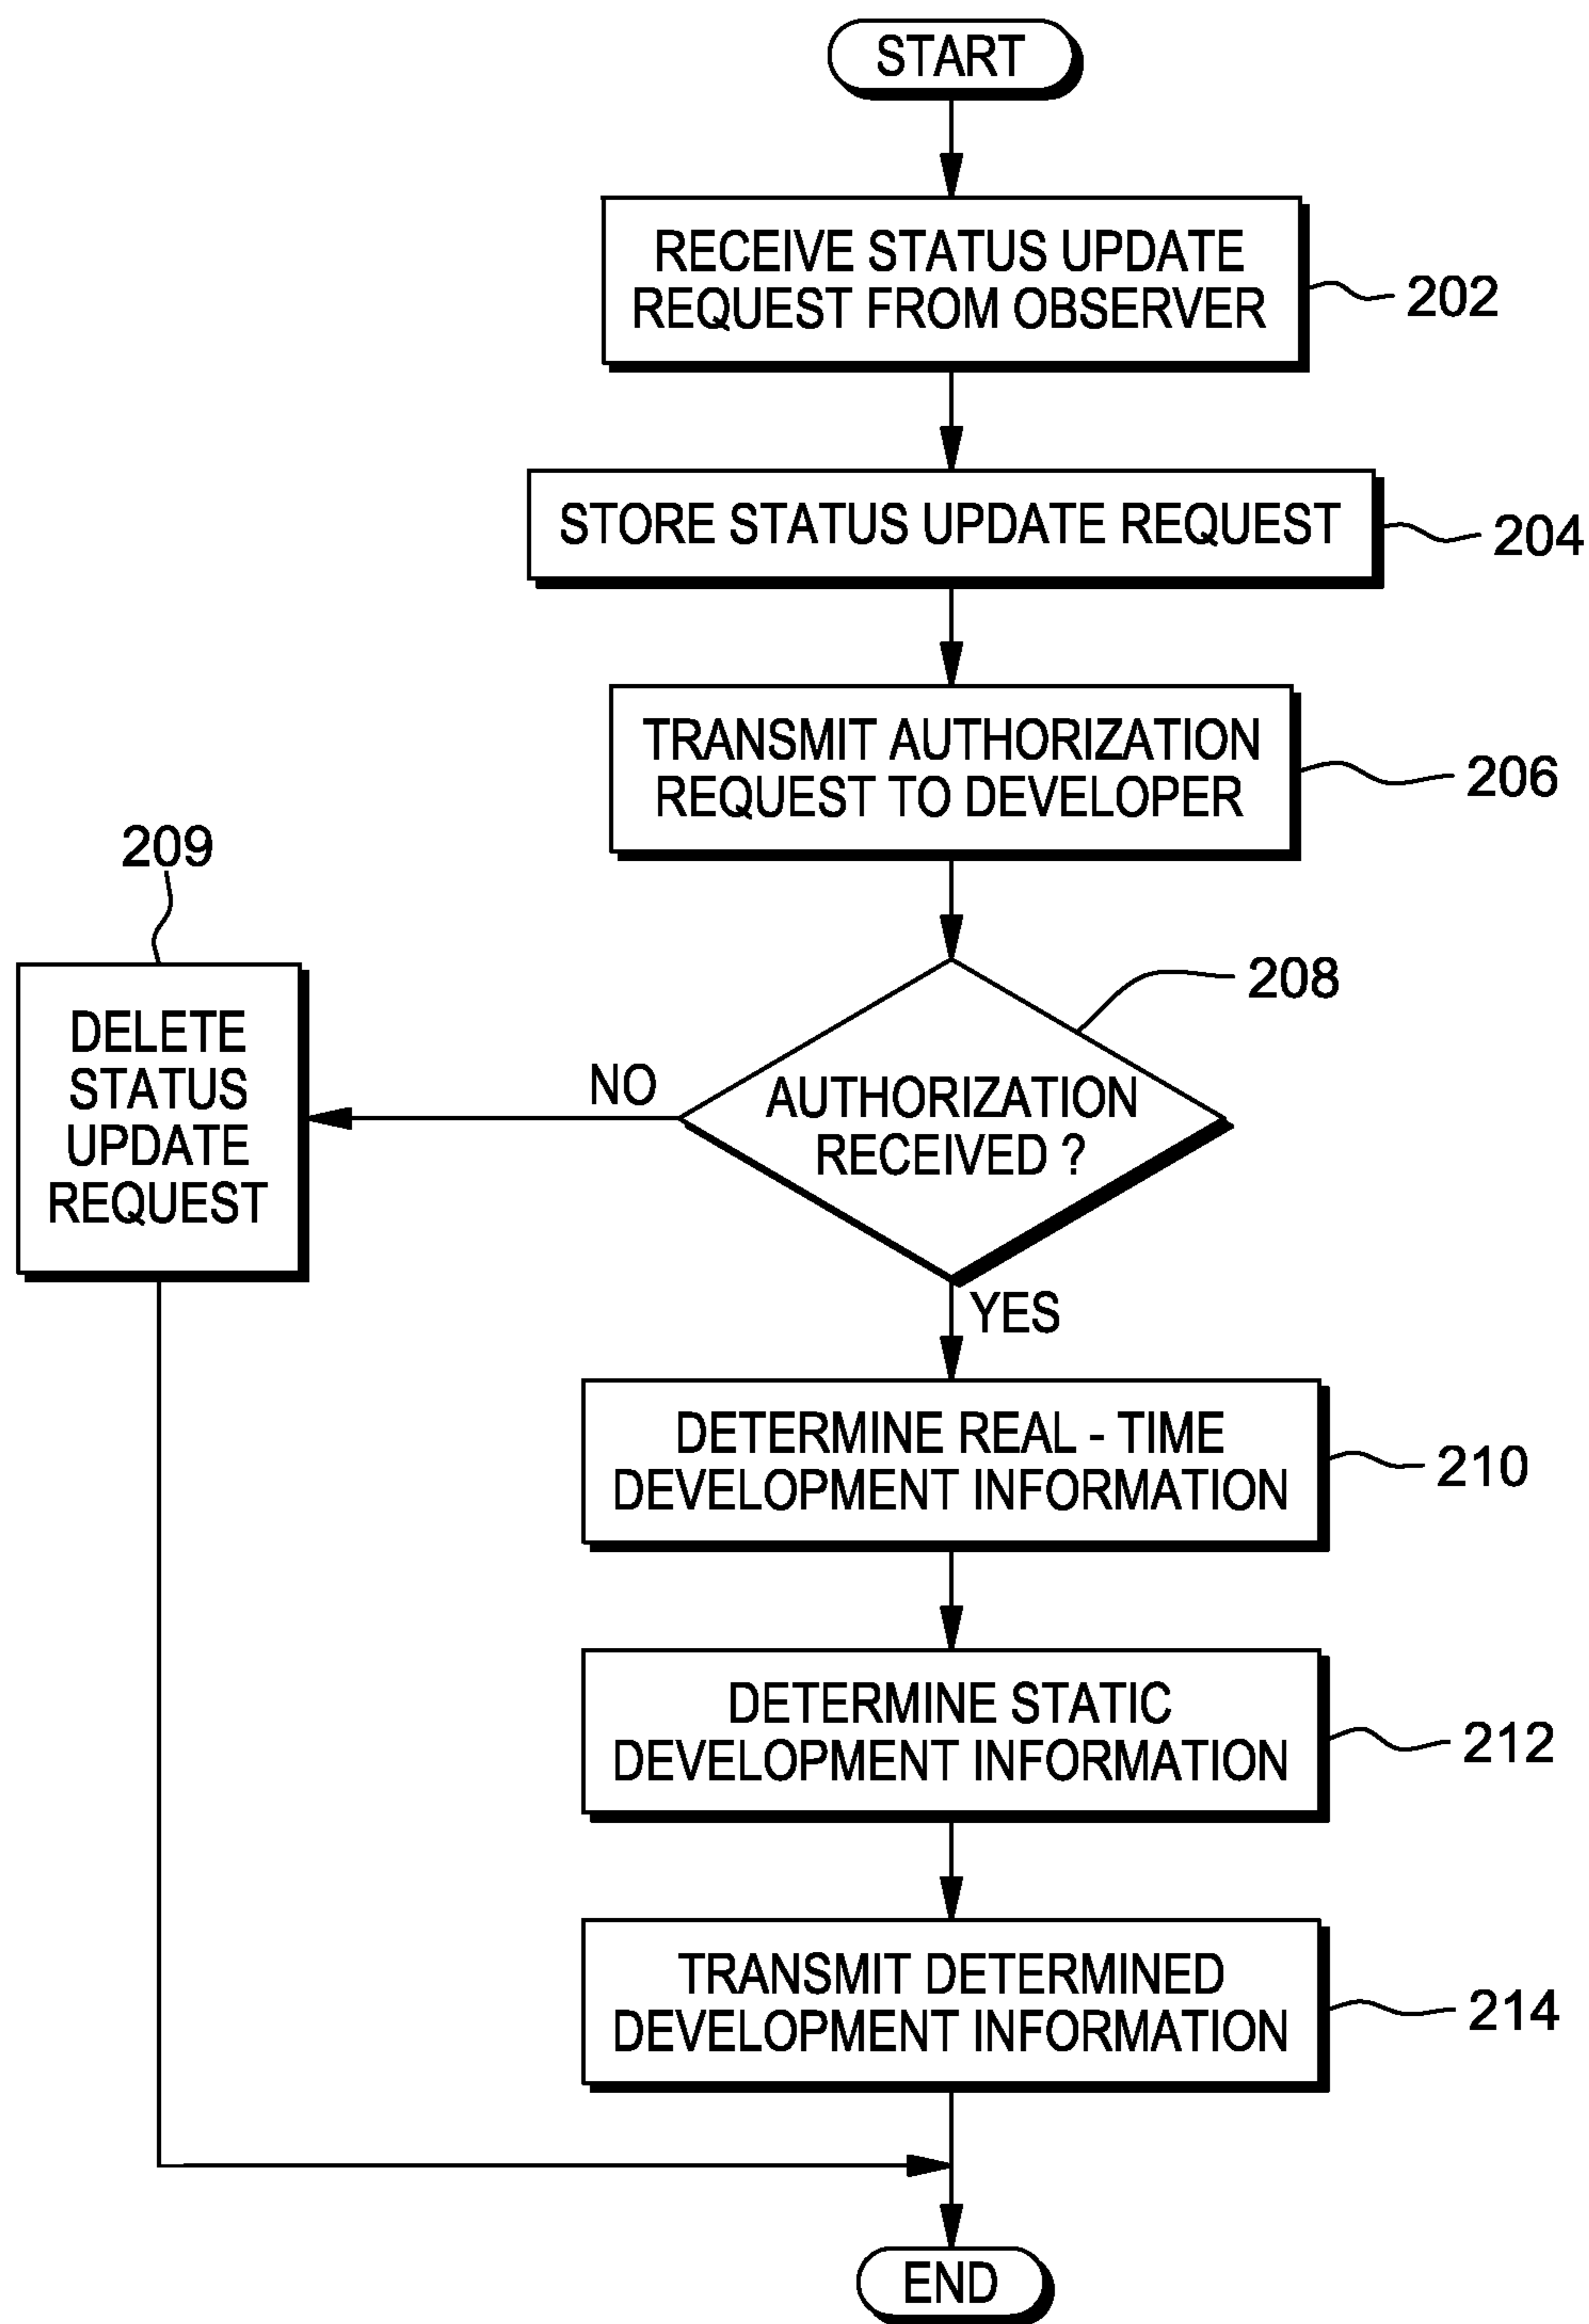 START
RECEIVE STATUS UPDATE
REQUEST FROM OBSERVER
202
STORE STATUS UPDATE REQUEST
204
TRANSMIT AUTHORIZATION
REQUEST TO DEVELOPER
206
209
DELETE
STATUS
UPDATE
REQUEST
NO
208
AUTHORIZATION
RECEIVED ?
YES
DETERMINE REAL - TIME
DEVELOPMENT INFORMATION
210
DETERMINE STATIC
DEVELOPMENT INFORMATION
212
TRANSMIT DETERMINED
DEVELOPMENT INFORMATION
214
END